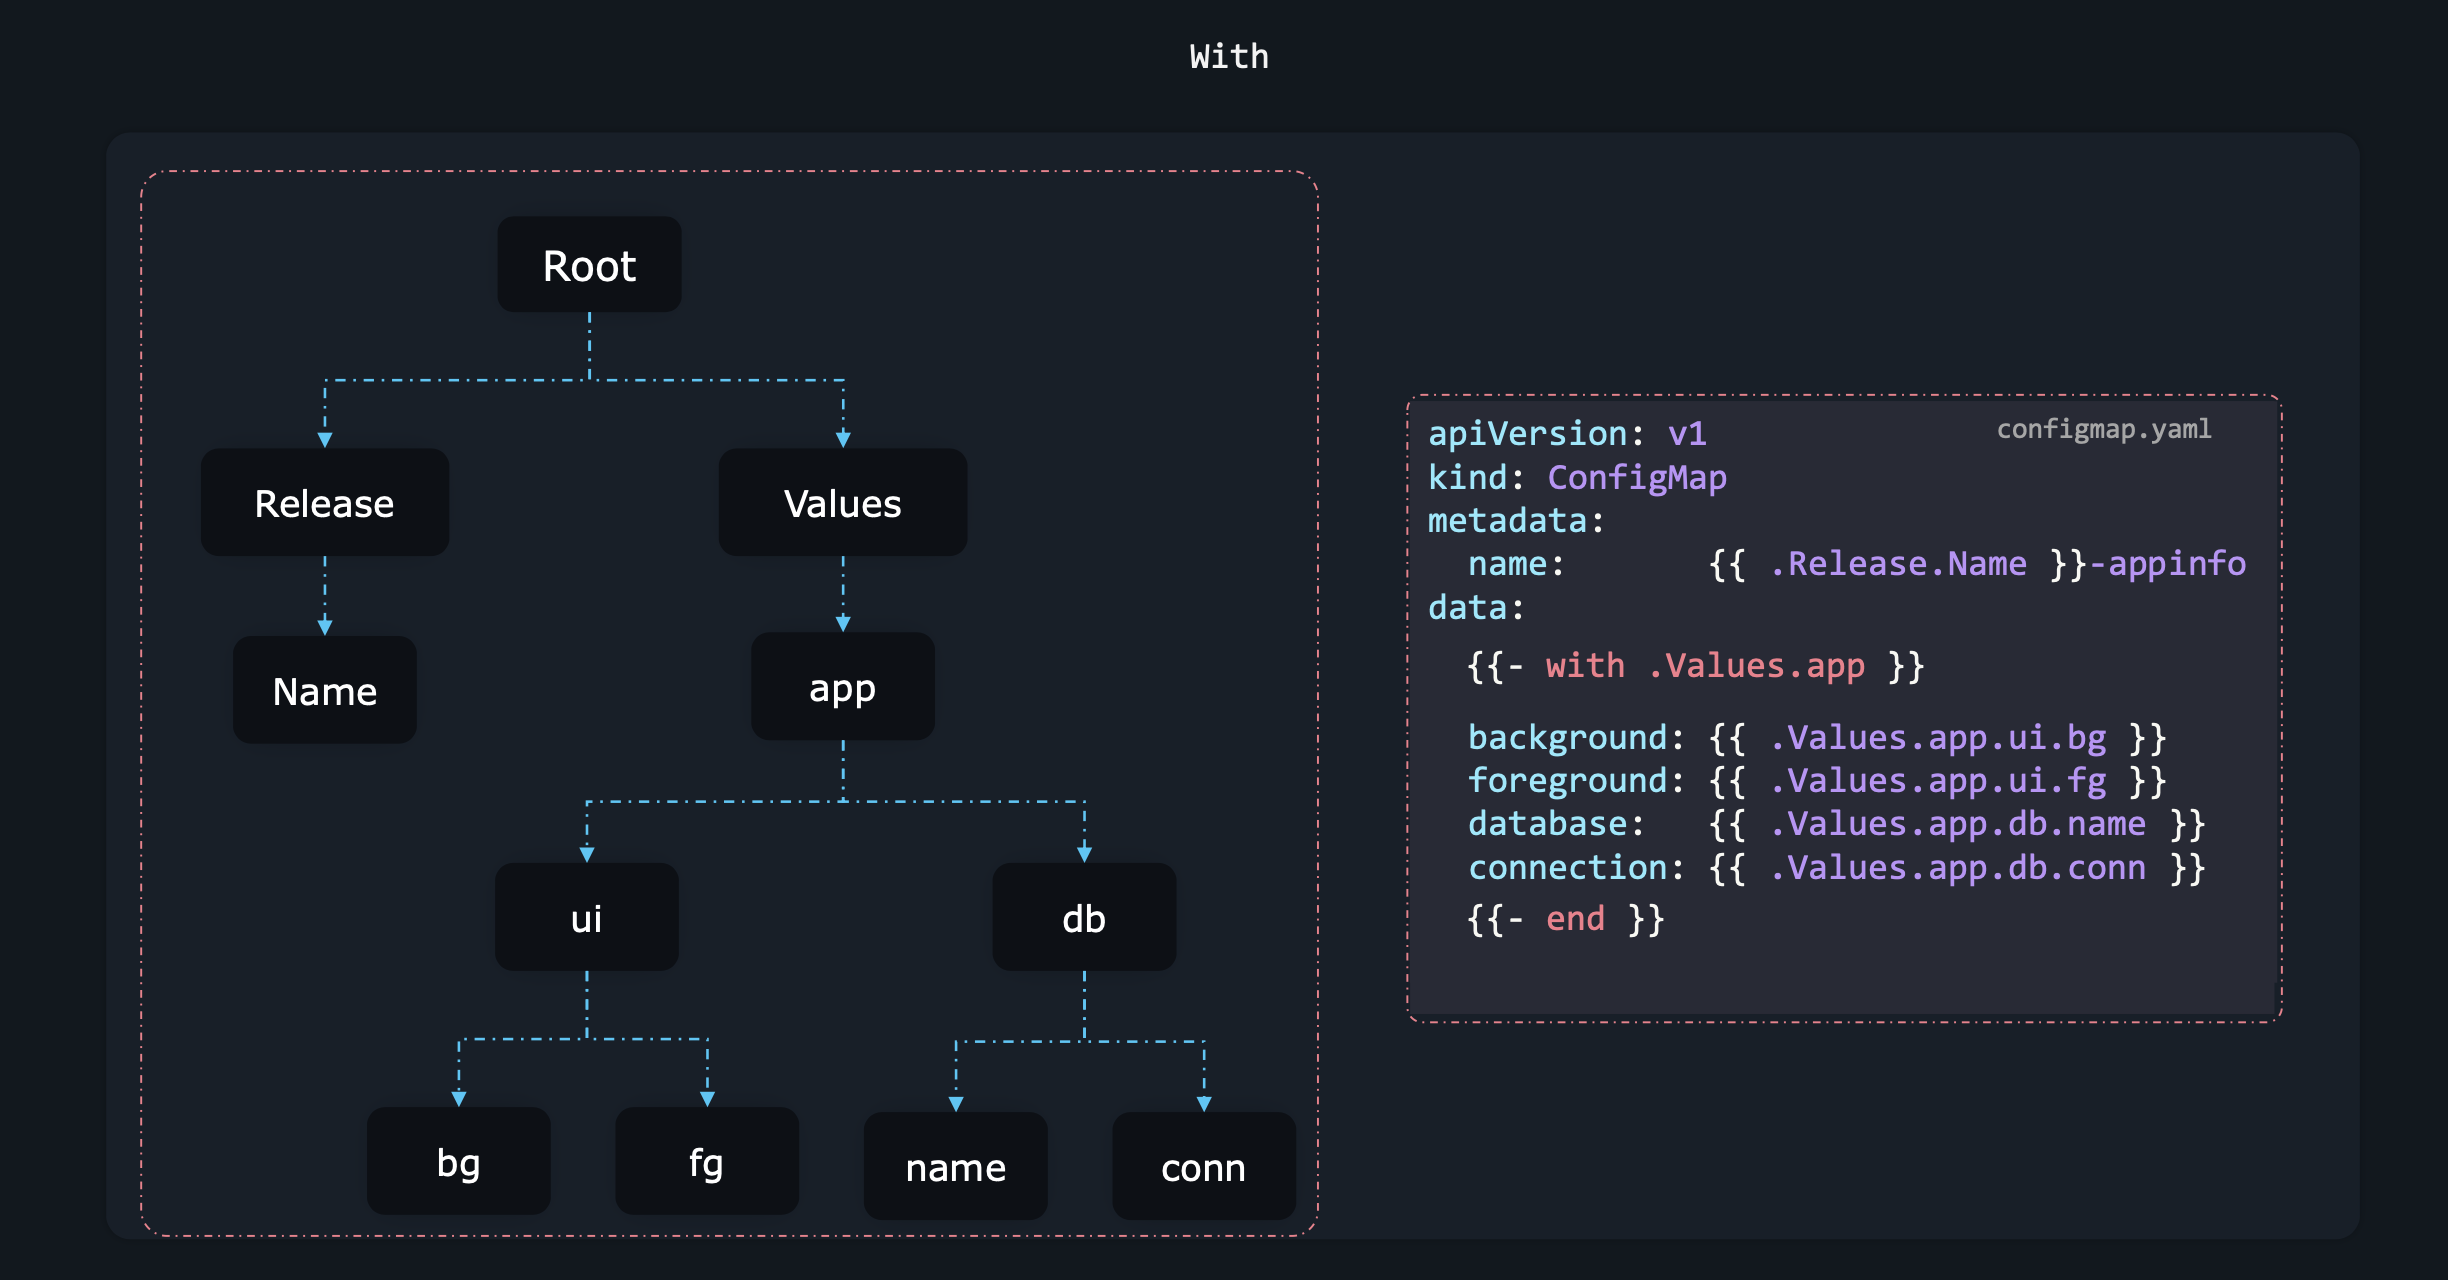 With
Root
Release
Values
Name
app
ui
db
bg
fg
name
conn
configmap.yaml
apiVersion: v1
kind: ConfigMap
metadata:
  name:       {{ .Release.Name }}-appinfo
data:
  {{- with .Values.app }}
  background: {{ .Values.app.ui.bg }}
  foreground: {{ .Values.app.ui.fg }}
  database:   {{ .Values.app.db.name }}
  connection: {{ .Values.app.db.conn }}
  {{- end }}